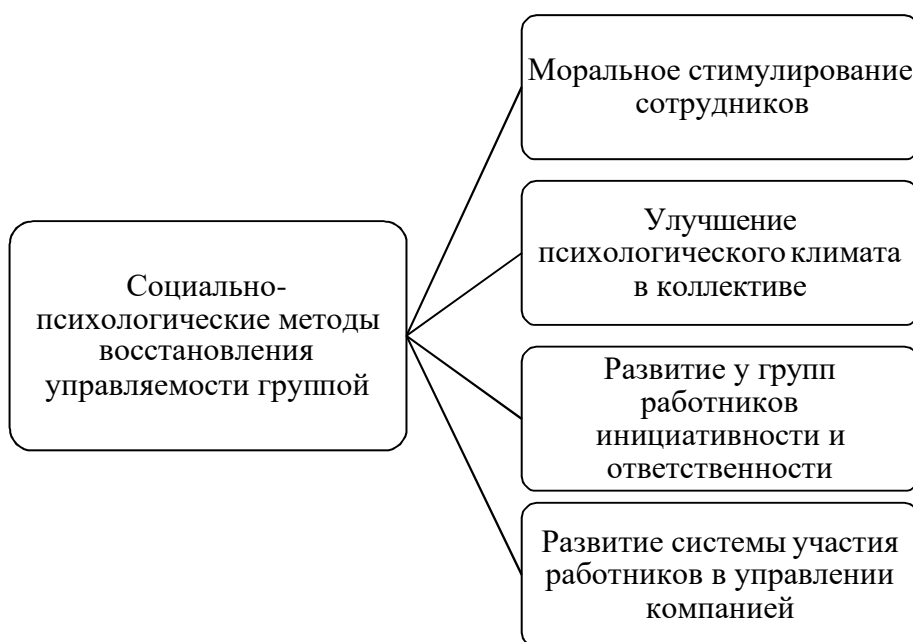 Социально-
психологические методы
восстановления
управляемости группой
Моральное стимулирование
сотрудников
Улучшение
психологического климата
в коллективе
Развитие у групп
работников
инициативности и
ответственности
Развитие системы участия
работников в управлении
компанией